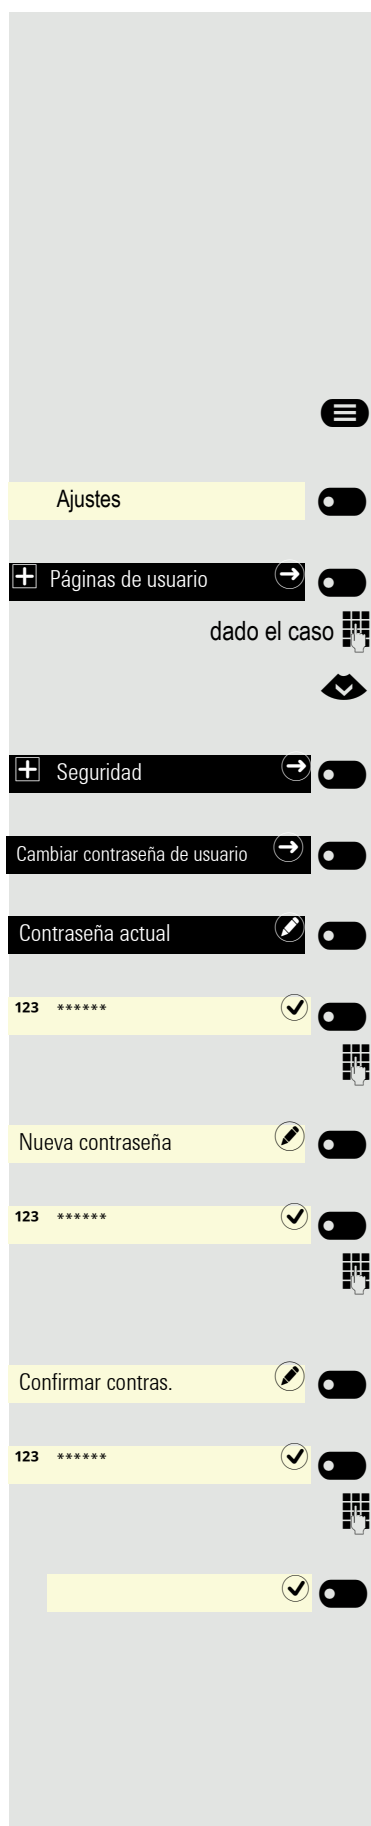 Ajustes
Páginas de usuario
dado el caso
Seguridad
Cambiar contraseña de usuario
Contraseña actual
123 ******
Nueva contraseña
123 ******
Confirmar contras.
123 ******